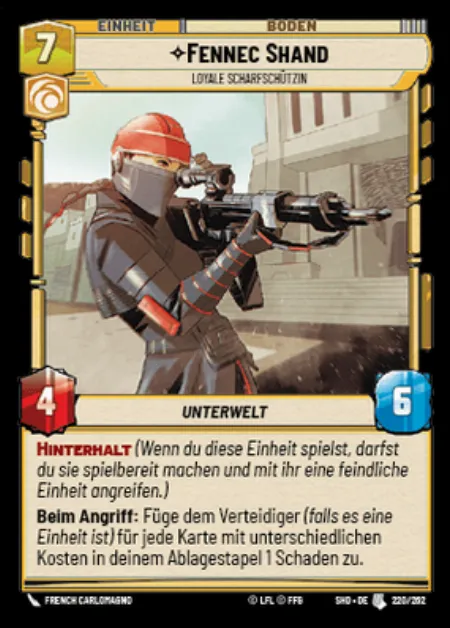 EINHEIT
BODEN
7
FENNEC SHAND
LOYALE SCHARFSCHÜTZIN
4
UNTERWELT
6
HINTERHALT (Wenn du diese Einheit spielst, darfst
du sie spielbereit machen und mit ihr eine feindliche
Einheit angreifen.)
Beim Angriff: Füge dem Verteidiger (falls es eine
Einheit ist) für jede Karte mit unterschiedlichen
Kosten in deinem Ablagestapel 1 Schaden zu.
FRENCH CARLOMAGNO
© LFL © FFG
SHD • DE
220/262